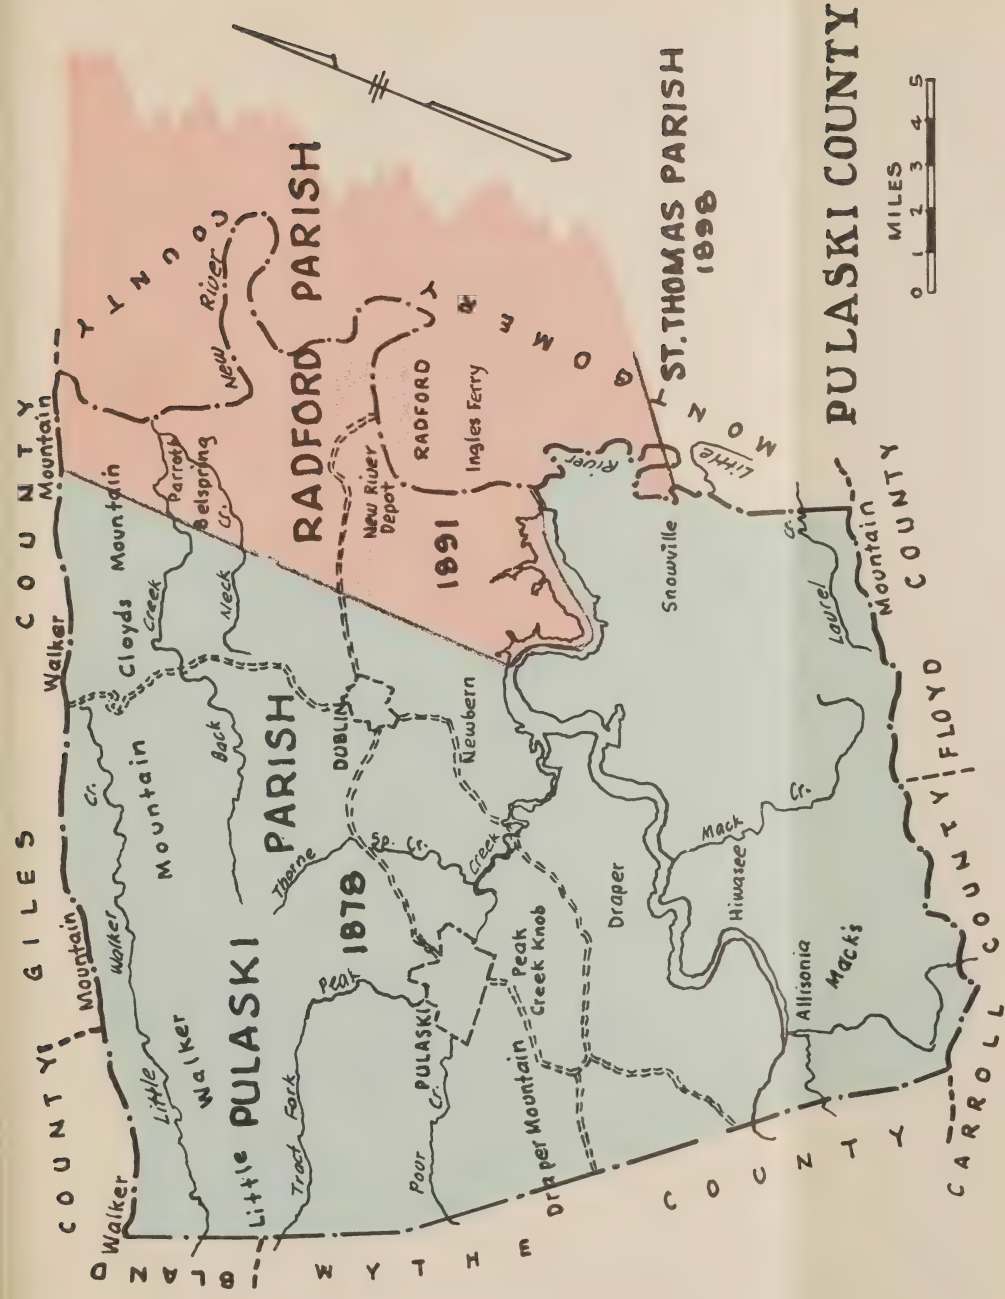 GILES COUNTY
COUNTY
BLAND
Walker
Mountain
Walker
Mountain
Little Walker Cr.
Mountain
Cloyds Mountain
Little Walker
Mountain
Parrott
Belspring
Creek
Neck Cr.
Back
New River
RADFORD PARISH
1891
New River
Depot
RADFORD
Ingles Ferry
MONTGOMERY COUNTY
PULASKI PARISH
1878
DUBLIN
Newbern
Thorne
Sp. Cr.
Peak
Creek
Tract Fork
PULASKI
Pour Cr.
Peak
Creek Knob
Draper Mountain
Draper
Mack Cr.
Hiwasee
Allisonia
Mack's
Snowville
Little
River
Laurel Cr.
Mountain
WYTHE COUNTY
CARROLL COUNTY
FLOYD COUNTY
ST. THOMAS PARISH
1898
PULASKI COUNTY
MILES
0 1 2 3 4 5